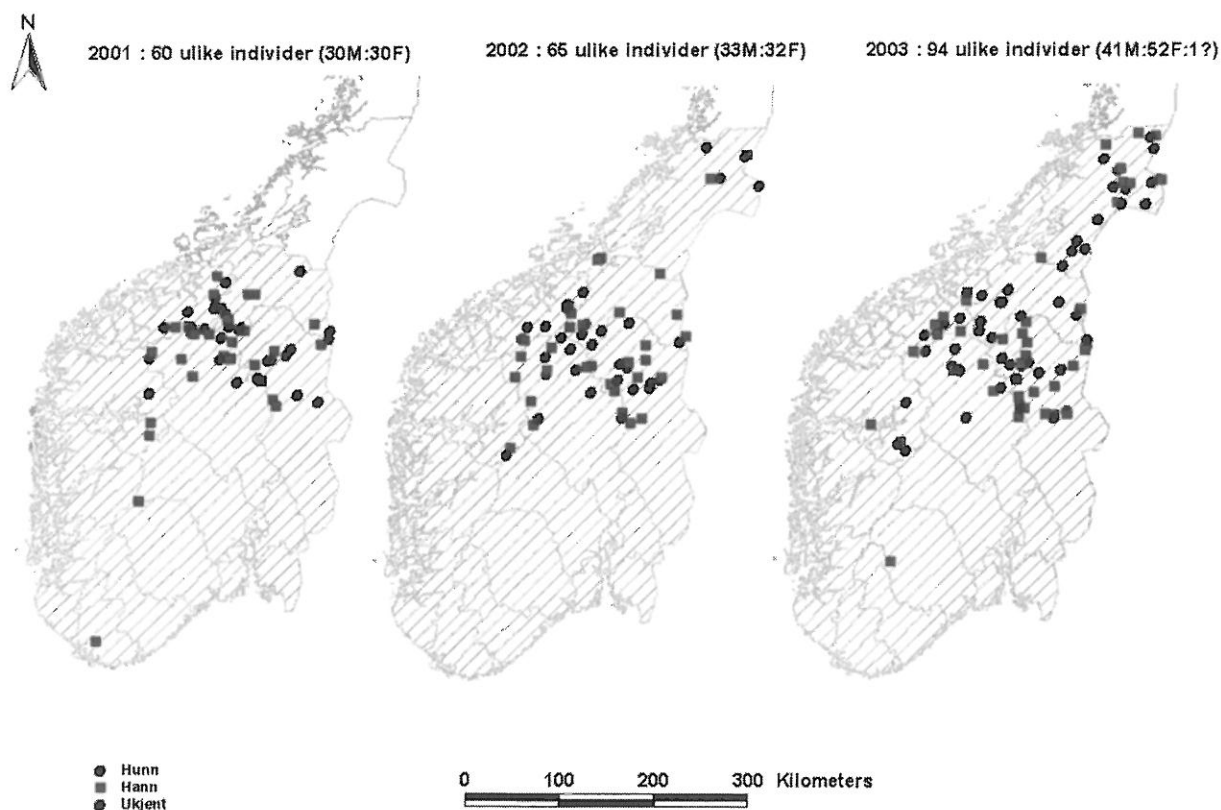 N
2001 : 60 ulike individer (30M:30F)
2002 : 65 ulike individer (33M:32F)
2003 : 94 ulike individer (41M:52F:1?)
Hunn
Hann
Ukjent
0 100 200 300 Kilometers